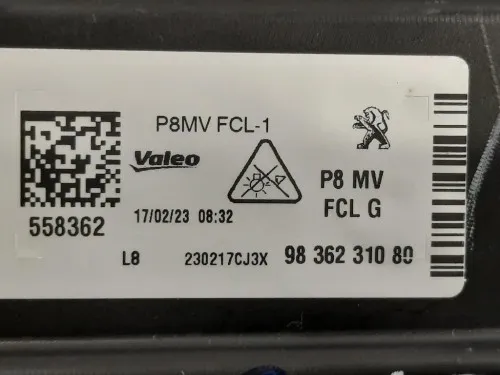 P8MV FCL-1
Valeo
P8 MV
FCL G
558362
17/02/23 08:32
L8
230217CJ3X
98 362 310 80